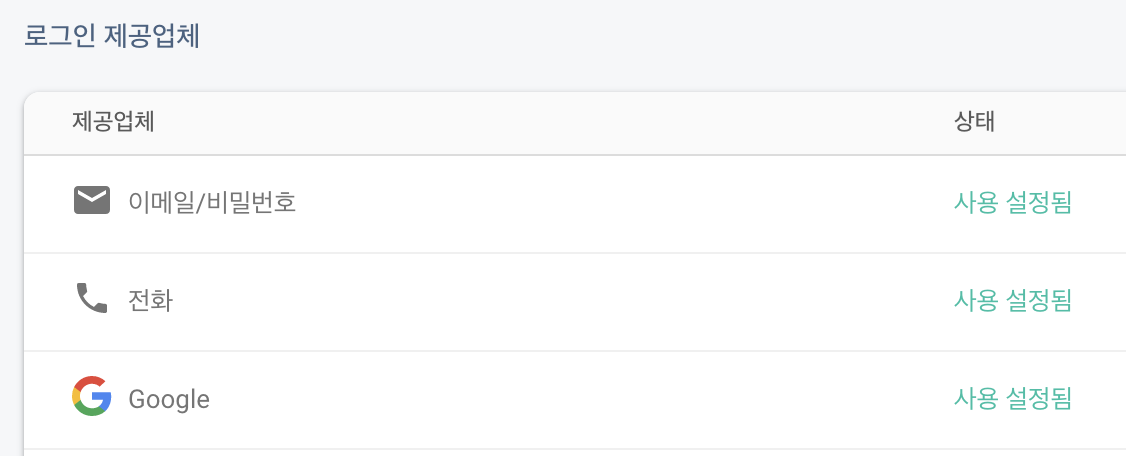 로그인 제공업체
제공업체 상태
이메일/비밀번호 사용 설정됨
전화 사용 설정됨
Google 사용 설정됨